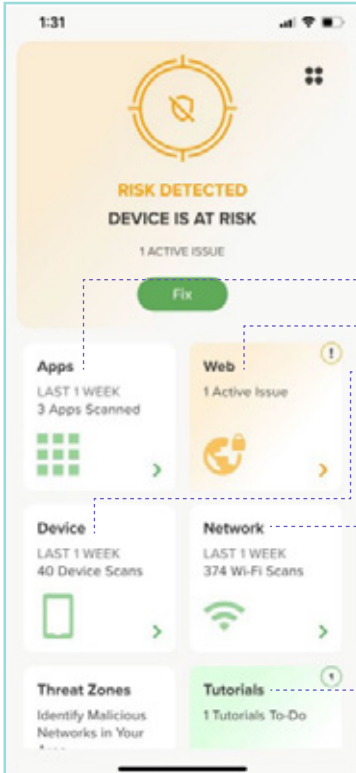 1:31
RISK DETECTED
DEVICE IS AT RISK
1 ACTIVE ISSUE
Fix
Apps
LAST 1 WEEK
3 Apps Scanned
Web
!
1 Active Issue
Device
LAST 1 WEEK
40 Device Scans
Network
LAST 1 WEEK
374 Wi-Fi Scans
Threat Zones
Identify Malicious
Networks in Your
Tutorials
1
1 Tutorials To-Do